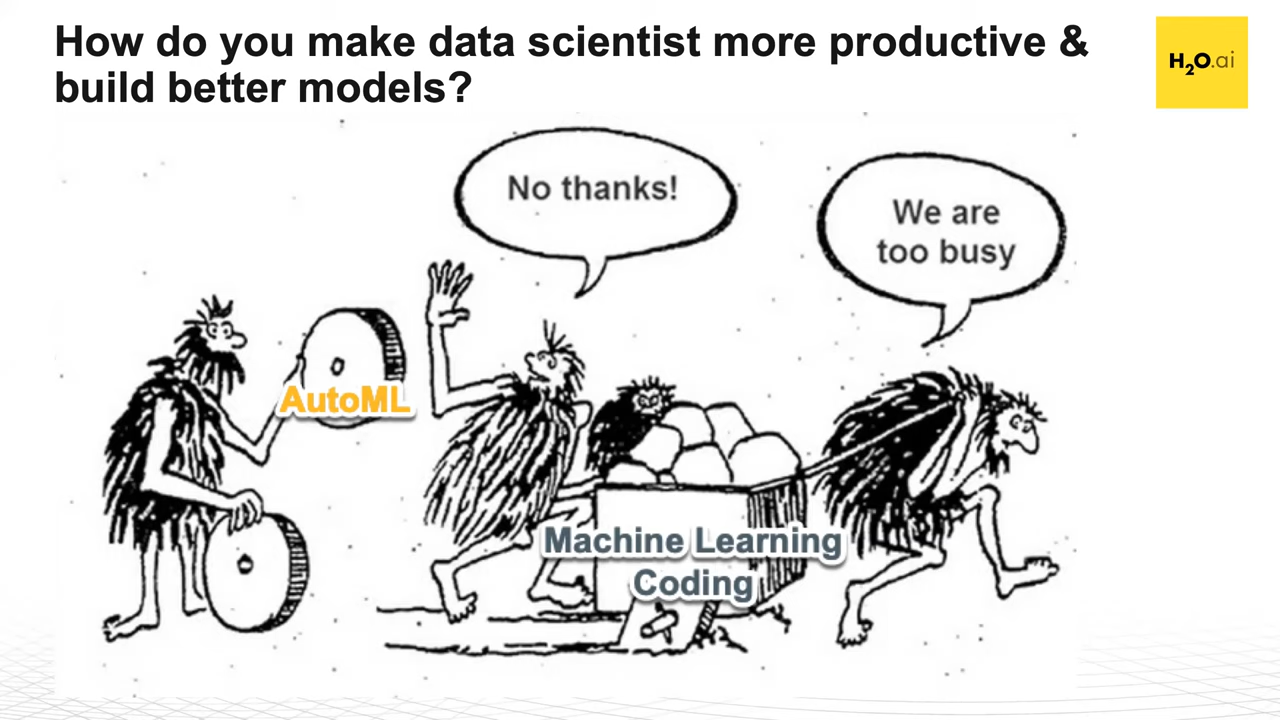 How do you make data scientist more productive &
build better models?
H2O.ai
No thanks!
We are
too busy
AutoML
Machine Learning
Coding